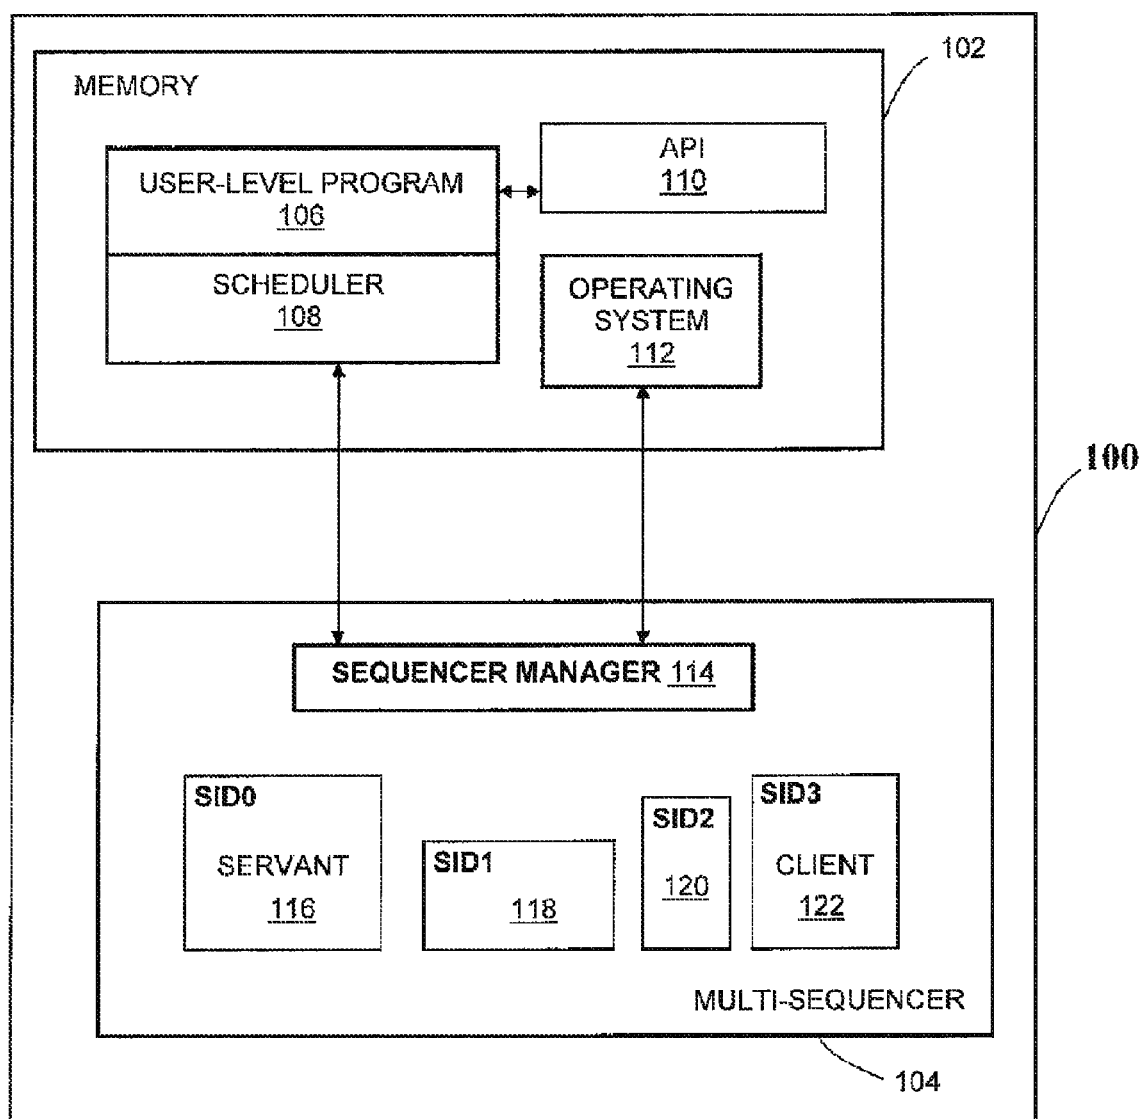 102
MEMORY
API
110
USER-LEVEL PROGRAM
106
SCHEDULER
108
OPERATING
SYSTEM
112
100
SEQUENCER MANAGER 114
SID0
SERVANT
116
SID1
118
SID2
120
SID3
CLIENT
122
MULTI-SEQUENCER
104